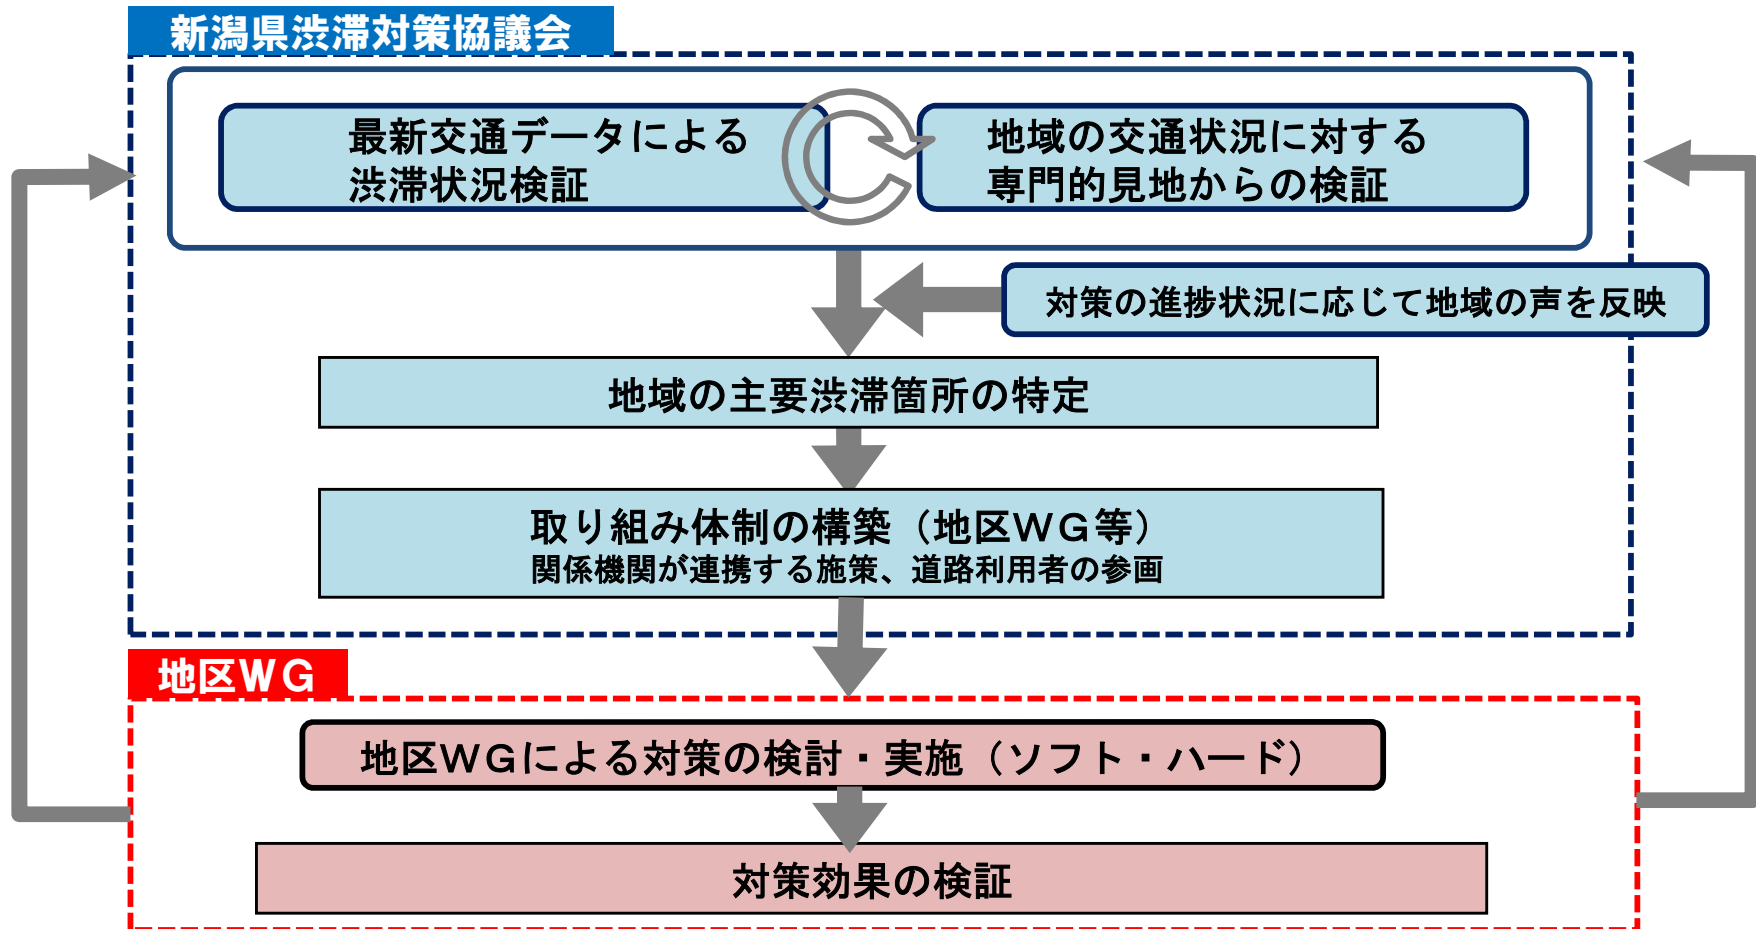 新潟県渋滞対策協議会
最新交通データによる
渋滞状況検証
地域の交通状況に対する
専門的見地からの検証
対策の進捗状況に応じて地域の声を反映
地域の主要渋滞箇所の特定
取り組み体制の構築（地区ＷＧ等）
関係機関が連携する施策、道路利用者の参画
地区ＷＧ
地区ＷＧによる対策の検討・実施（ソフト・ハード）
対策効果の検証